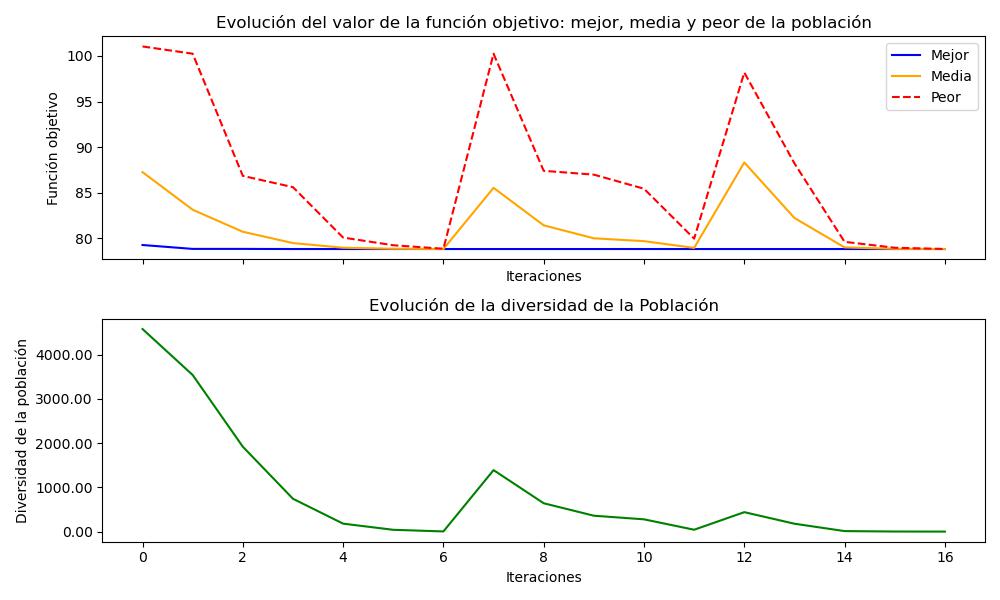 Evolución del valor de la función objetivo: mejor, media y peor de la población
Función objetivo
100
95
90
85
80
Mejor
Media
Peor
Iteraciones
Evolución de la diversidad de la Población
Diversidad de la población
4000.00
3000.00
2000.00
1000.00
0.00
0 2 4 6 8 10 12 14 16
Iteraciones